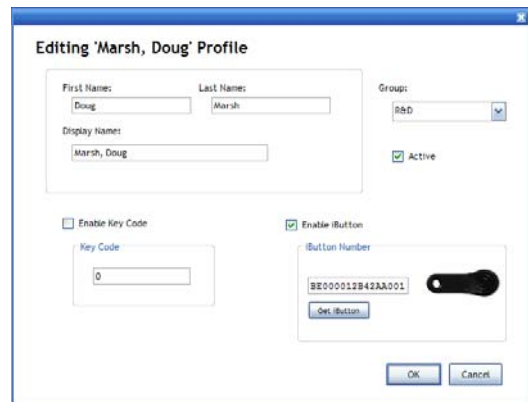 Editing 'Marsh, Doug' Profile
First Name: Last Name: Group:
Doug Marsh R&D
Display Name:
Marsh, Doug Active
Enable Key Code Enable iButton
Key Code iButton Number
0
BE000012B42AA001
Get iButton
OK Cancel